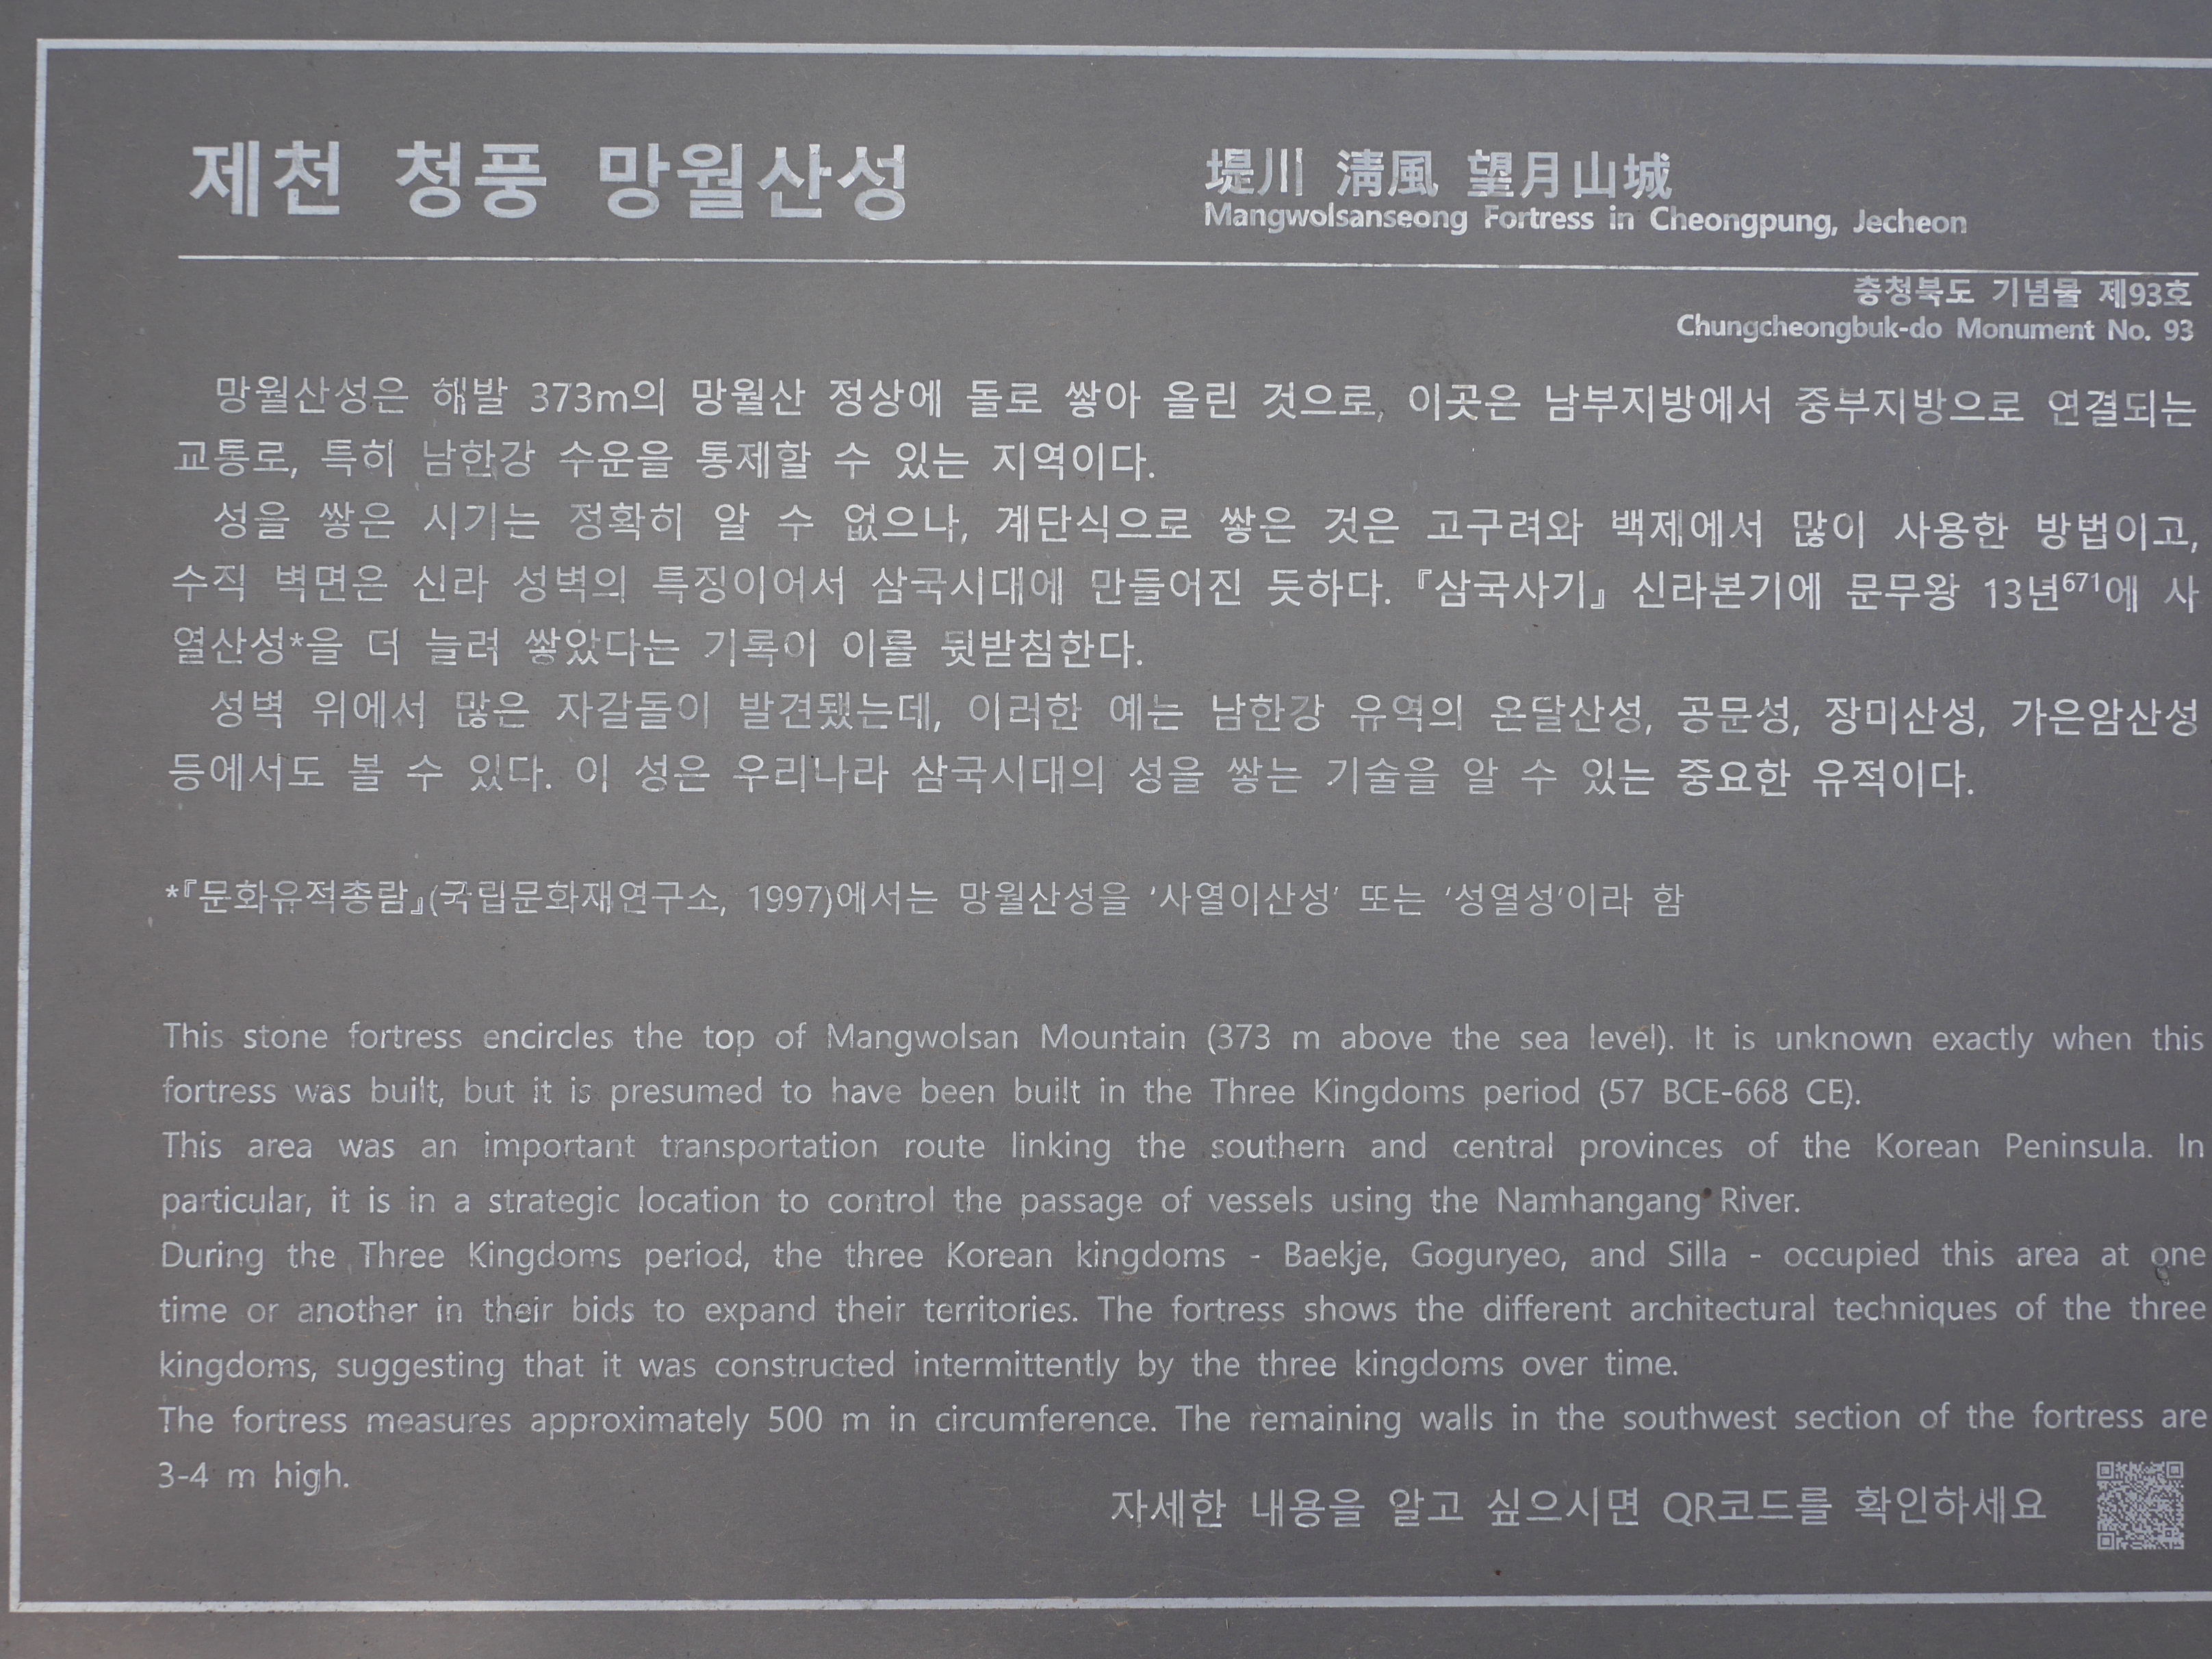 제천 청풍 망월산성
堤川 淸風 望月山城
Mangwolsanseong Fortress in Cheongpung, Jecheon
충청북도 기념물 제93호
Chungcheongbuk-do Monument No. 93
망월산성은 해발 373m의 망월산 정상에 돌로 쌓아 올린 것으로, 이곳은 남부지방에서 중부지방으로 연결되는
교통로, 특히 남한강 수운을 통제할 수 있는 지역이다.
성을 쌓은 시기는 정확히 알 수 없으나, 계단식으로 쌓은 것은 고구려와 백제에서 많이 사용한 방법이고,
수직 벽면은 신라 성벽의 특징이어서 삼국시대에 만들어진 듯하다. 『삼국사기』 신라본기에 문무왕 13년671에 사
열산성*을 더 늘려 쌓았다는 기록이 이를 뒷받침한다.
성벽 위에서 많은 자갈돌이 발견됐는데, 이러한 예는 남한강 유역의 온달산성, 공문성, 장미산성, 가은암산성
등에서도 볼 수 있다. 이 성은 우리나라 삼국시대의 성을 쌓는 기술을 알 수 있는 중요한 유적이다.
*『문화유적총람』(국립문화재연구소, 1997)에서는 망월산성을 '사열이산성' 또는 '성열성'이라 함
This stone fortress encircles the top of Mangwolsan Mountain (373 m above the sea level). It is unknown exactly when this
fortress was built, but it is presumed to have been built in the Three Kingdoms period (57 BCE-668 CE).
This area was an important transportation route linking the southern and central provinces of the Korean Peninsula. In
particular, it is in a strategic location to control the passage of vessels using the Namhangang River.
During the Three Kingdoms period, the three Korean kingdoms - Baekje, Goguryeo, and Silla - occupied this area at one
time or another in their bids to expand their territories. The fortress shows the different architectural techniques of the three
kingdoms, suggesting that it was constructed intermittently by the three kingdoms over time.
The fortress measures approximately 500 m in circumference. The remaining walls in the southwest section of the fortress are
3-4 m high.
자세한 내용을 알고 싶으시면 QR코드를 확인하세요